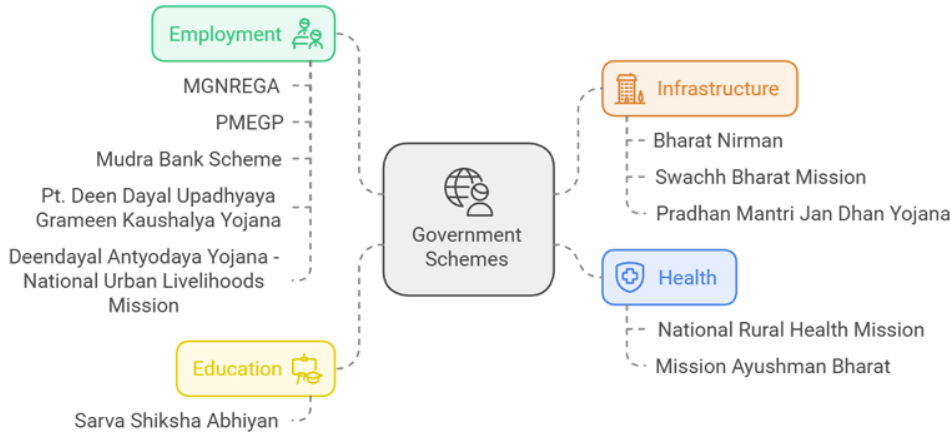 Employment
MGNREGA
PMEGP
Mudra Bank Scheme
Pt. Deen Dayal Upadhyaya
Grameen Kaushalya Yojana
Deendayal Antyodaya Yojana -
National Urban Livelihoods
Mission
Education
Sarva Shiksha Abhiyan
Government
Schemes
Infrastructure
Bharat Nirman
Swachh Bharat Mission
Pradhan Mantri Jan Dhan Yojana
Health
National Rural Health Mission
Mission Ayushman Bharat